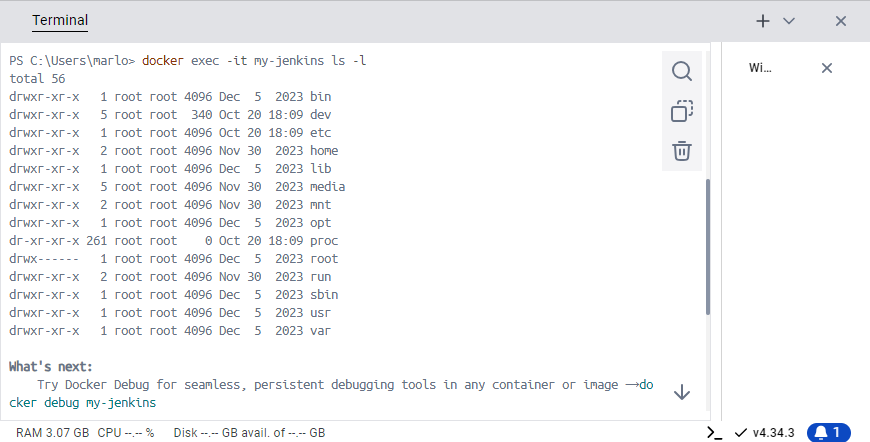 Terminal
PS C:\Users\marlo> docker exec -it my-jenkins ls -l
total 56
drwxr-xr-x   1 root root 4096 Dec  5  2023 bin
drwxr-xr-x   5 root root  340 Oct 20 18:09 dev
drwxr-xr-x   1 root root 4096 Oct 20 18:09 etc
drwxr-xr-x   2 root root 4096 Nov 30  2023 home
drwxr-xr-x   1 root root 4096 Dec  5  2023 lib
drwxr-xr-x   5 root root 4096 Nov 30  2023 media
drwxr-xr-x   2 root root 4096 Nov 30  2023 mnt
drwxr-xr-x   1 root root 4096 Dec  5  2023 opt
dr-xr-xr-x 261 root root    0 Oct 20 18:09 proc
drwx------   1 root root 4096 Dec  5  2023 root
drwxr-xr-x   2 root root 4096 Nov 30  2023 run
drwxr-xr-x   1 root root 4096 Dec  5  2023 sbin
drwxr-xr-x   1 root root 4096 Dec  5  2023 usr
drwxr-xr-x   1 root root 4096 Dec  5  2023 var
What's next:
    Try Docker Debug for seamless, persistent debugging tools in any container or image →do
cker debug my-jenkins
Wi...
RAM 3.07 GB CPU --.-- % Disk --.-- GB avail. of --.-- GB
v4.34.3
1